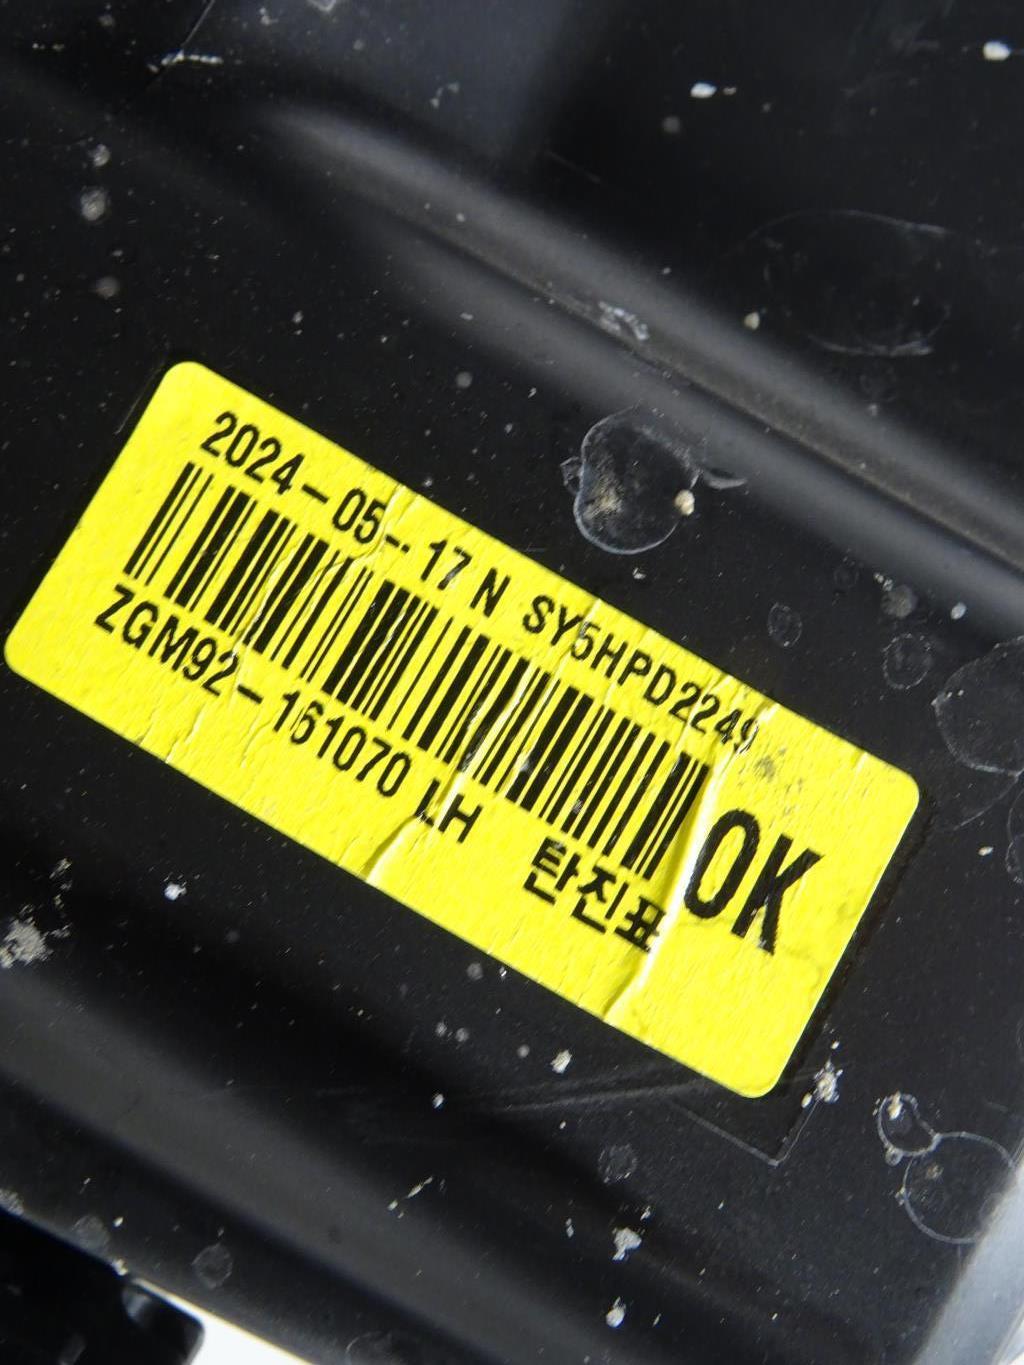 2024-05-17 N SY5HPD2249
ZGM92-161070 LH
탄진표
OK